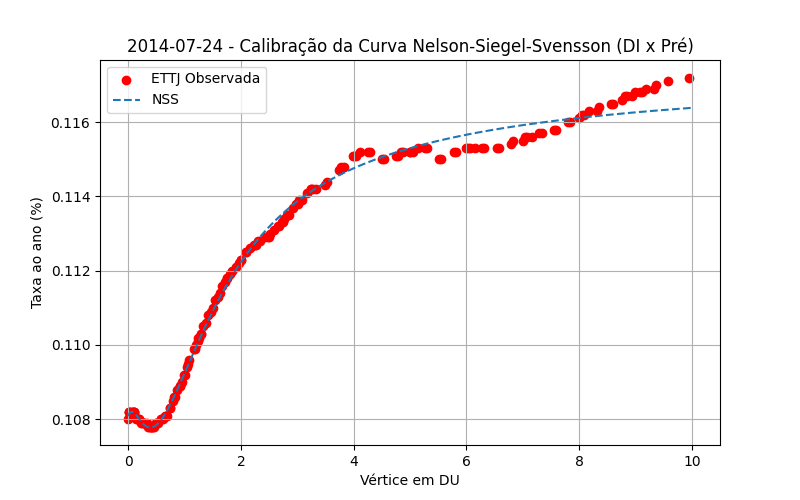 2014-07-24 - Calibração da Curva Nelson-Siegel-Svensson (DI x Pré)
ETTJ Observada
NSS
Taxa ao ano (%)
0.116
0.114
0.112
0.110
0.108
0 2 4 6 8 10
Vértice em DU